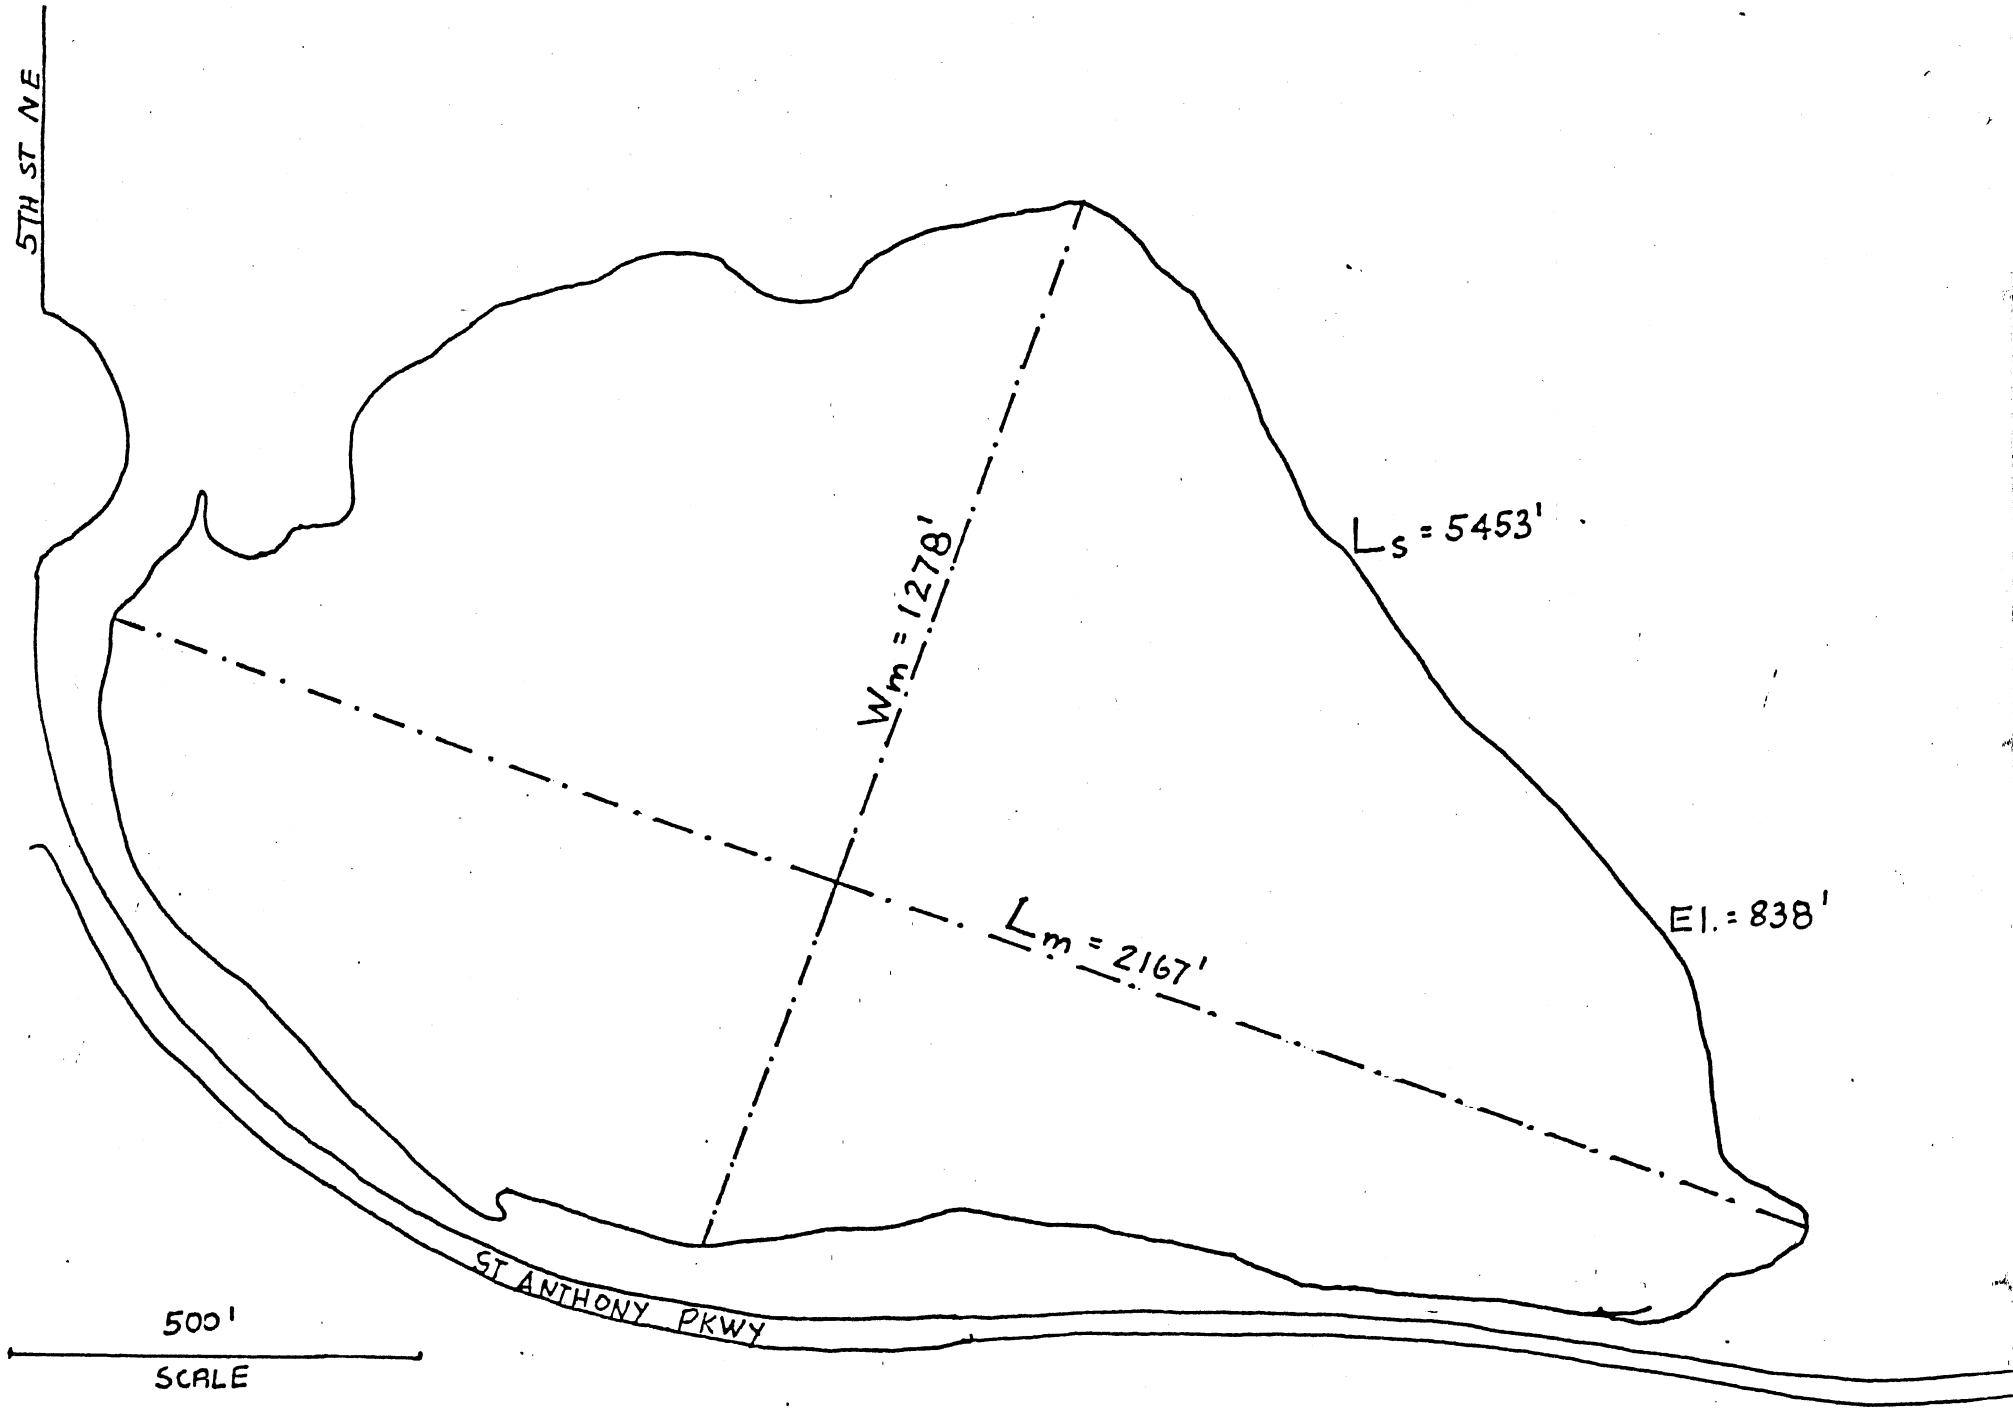 5TH ST NE
Ls = 5453'
Wm = 1278'
El. = 838'
Lm = 2167'
ST ANTHONY PKWY
500'
SCALE